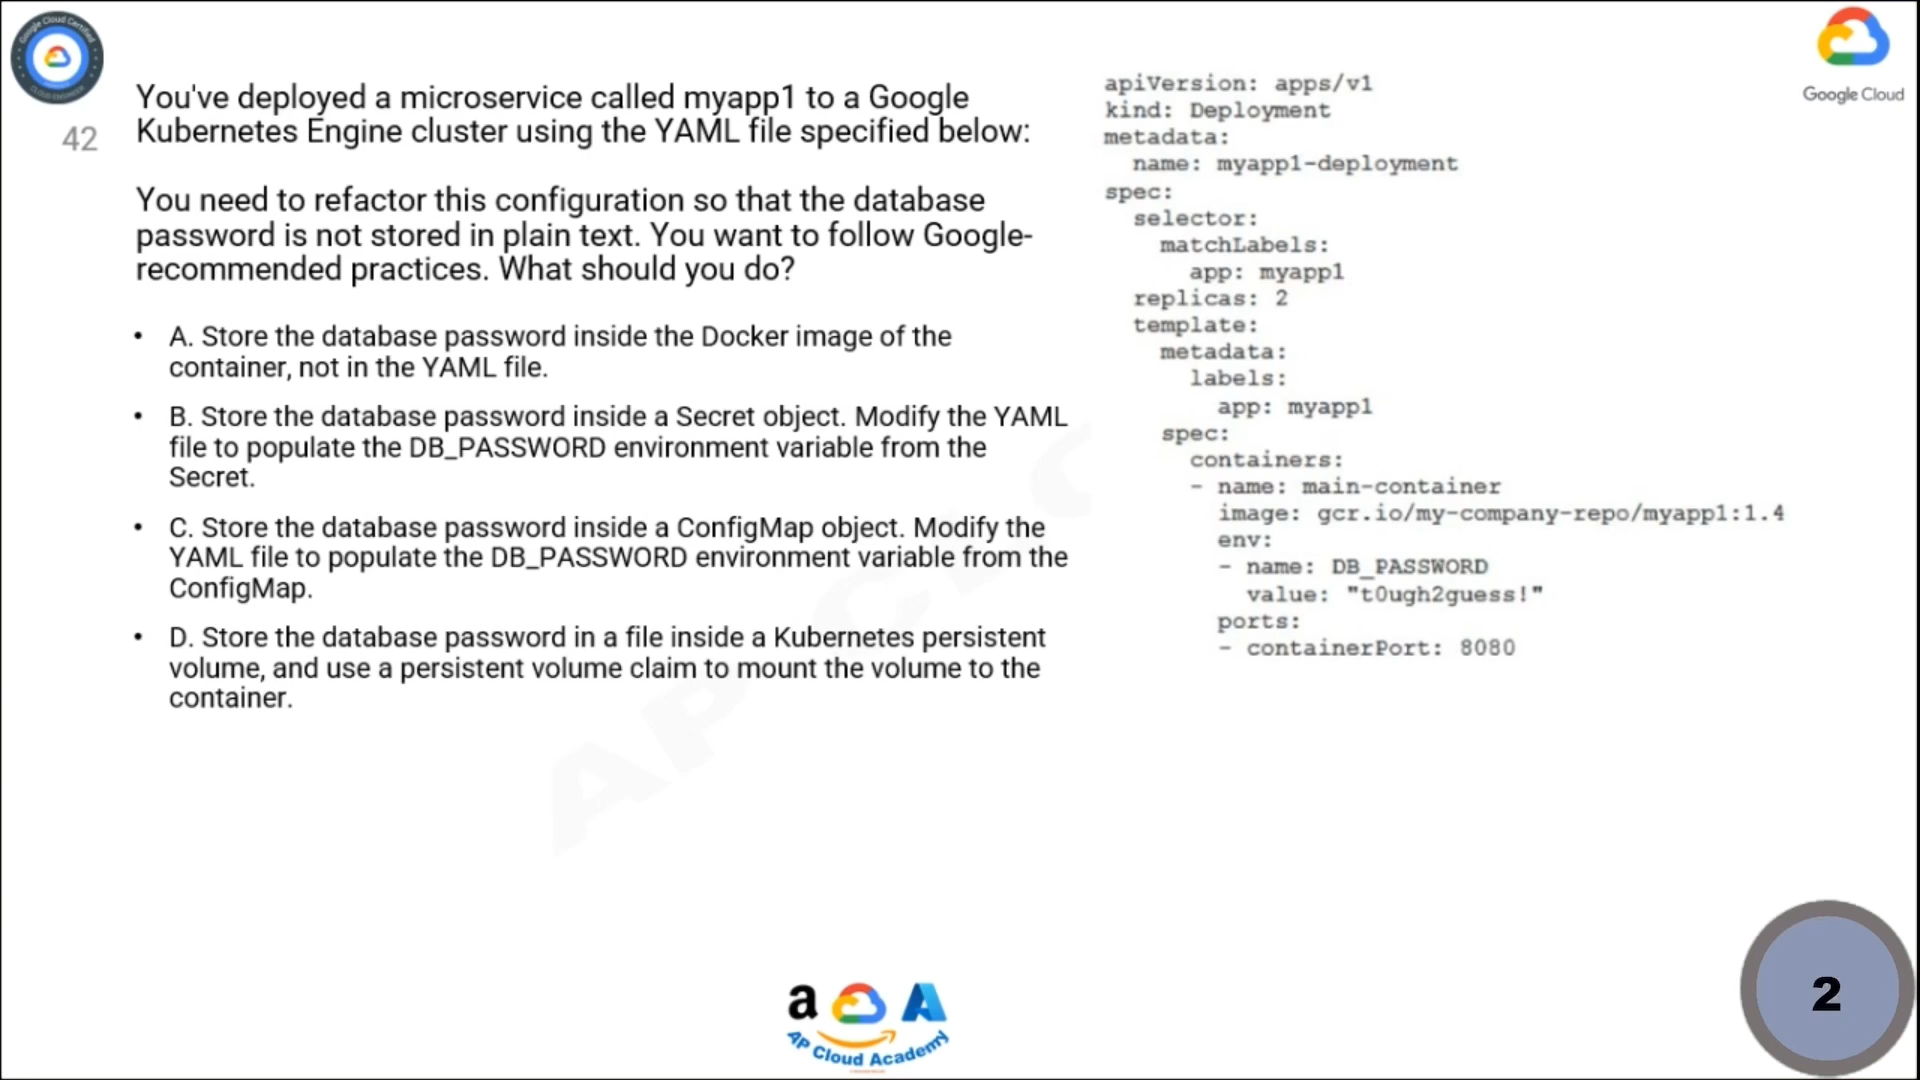 Google Cloud Certified
CLOUD ENGINEER
42
You've deployed a microservice called myapp1 to a Google
Kubernetes Engine cluster using the YAML file specified below:
You need to refactor this configuration so that the database
password is not stored in plain text. You want to follow Google-
recommended practices. What should you do?
• A. Store the database password inside the Docker image of the
container, not in the YAML file.
• B. Store the database password inside a Secret object. Modify the YAML
file to populate the DB_PASSWORD environment variable from the
Secret.
• C. Store the database password inside a ConfigMap object. Modify the
YAML file to populate the DB_PASSWORD environment variable from the
ConfigMap.
• D. Store the database password in a file inside a Kubernetes persistent
volume, and use a persistent volume claim to mount the volume to the
container.
apiVersion: apps/v1
kind: Deployment
metadata:
  name: myapp1-deployment
spec:
  selector:
    matchLabels:
      app: myapp1
  replicas: 2
  template:
    metadata:
      labels:
        app: myapp1
    spec:
      containers:
      - name: main-container
        image: gcr.io/my-company-repo/myapp1:1.4
        env:
        - name: DB_PASSWORD
          value: "t0ugh2guess!"
        ports:
        - containerPort: 8080
Google Cloud
AP CLO
a
AP Cloud Academy
2